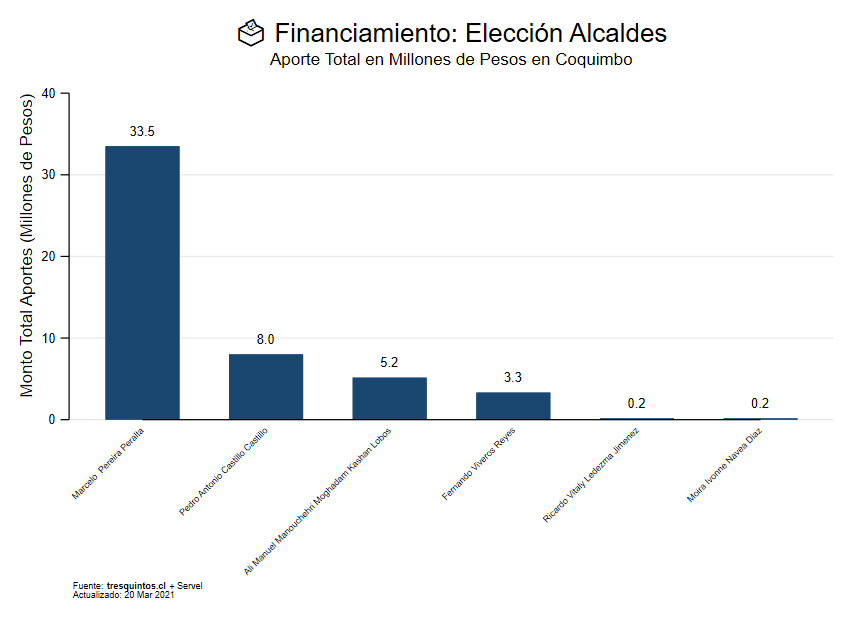 Financiamiento: Elección Alcaldes
Aporte Total en Millones de Pesos en Coquimbo
Monto Total Aportes (Millones de Pesos)
40
30
20
10
0
33.5
8.0
5.2
3.3
0.2
0.2
Marcelo Pereira Peralta
Pedro Antonio Castillo Castillo
Ali Manuel Manouchehri Moghadam Kashan Lobos
Fernando Viveros Reyes
Ricardo Vitaly Ledezma Jimenez
Moira Ivonne Navea Diaz
Fuente: tresquintos.cl + Servel
Actualizado: 20 Mar 2021